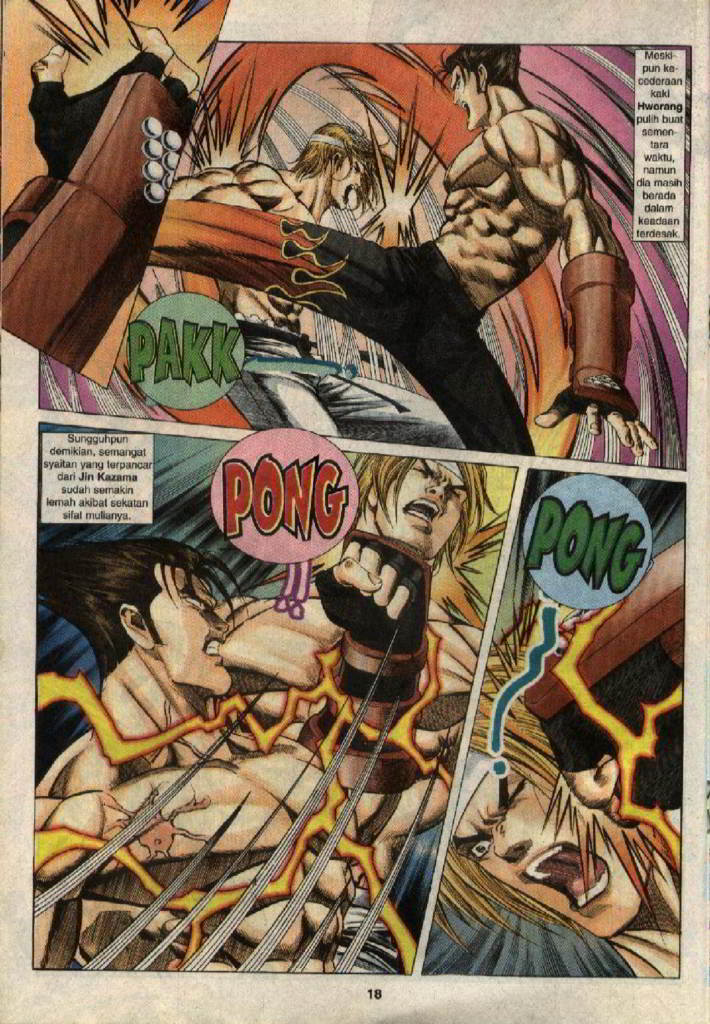 Meski-
pun ke-
cederaan
kaki
Hworang
pulih buat
semen-
tara
waktu,
namun
dia masih
berada
dalam
keadaan
terdesak.
PAKK
Sungguhpun
demikian, semangat
syaitan yang terpancar
dari Jin Kazama
sudah semakin
lemah akibat sekatan
sifat mulianya.
PONG
!!
PONG
!
18